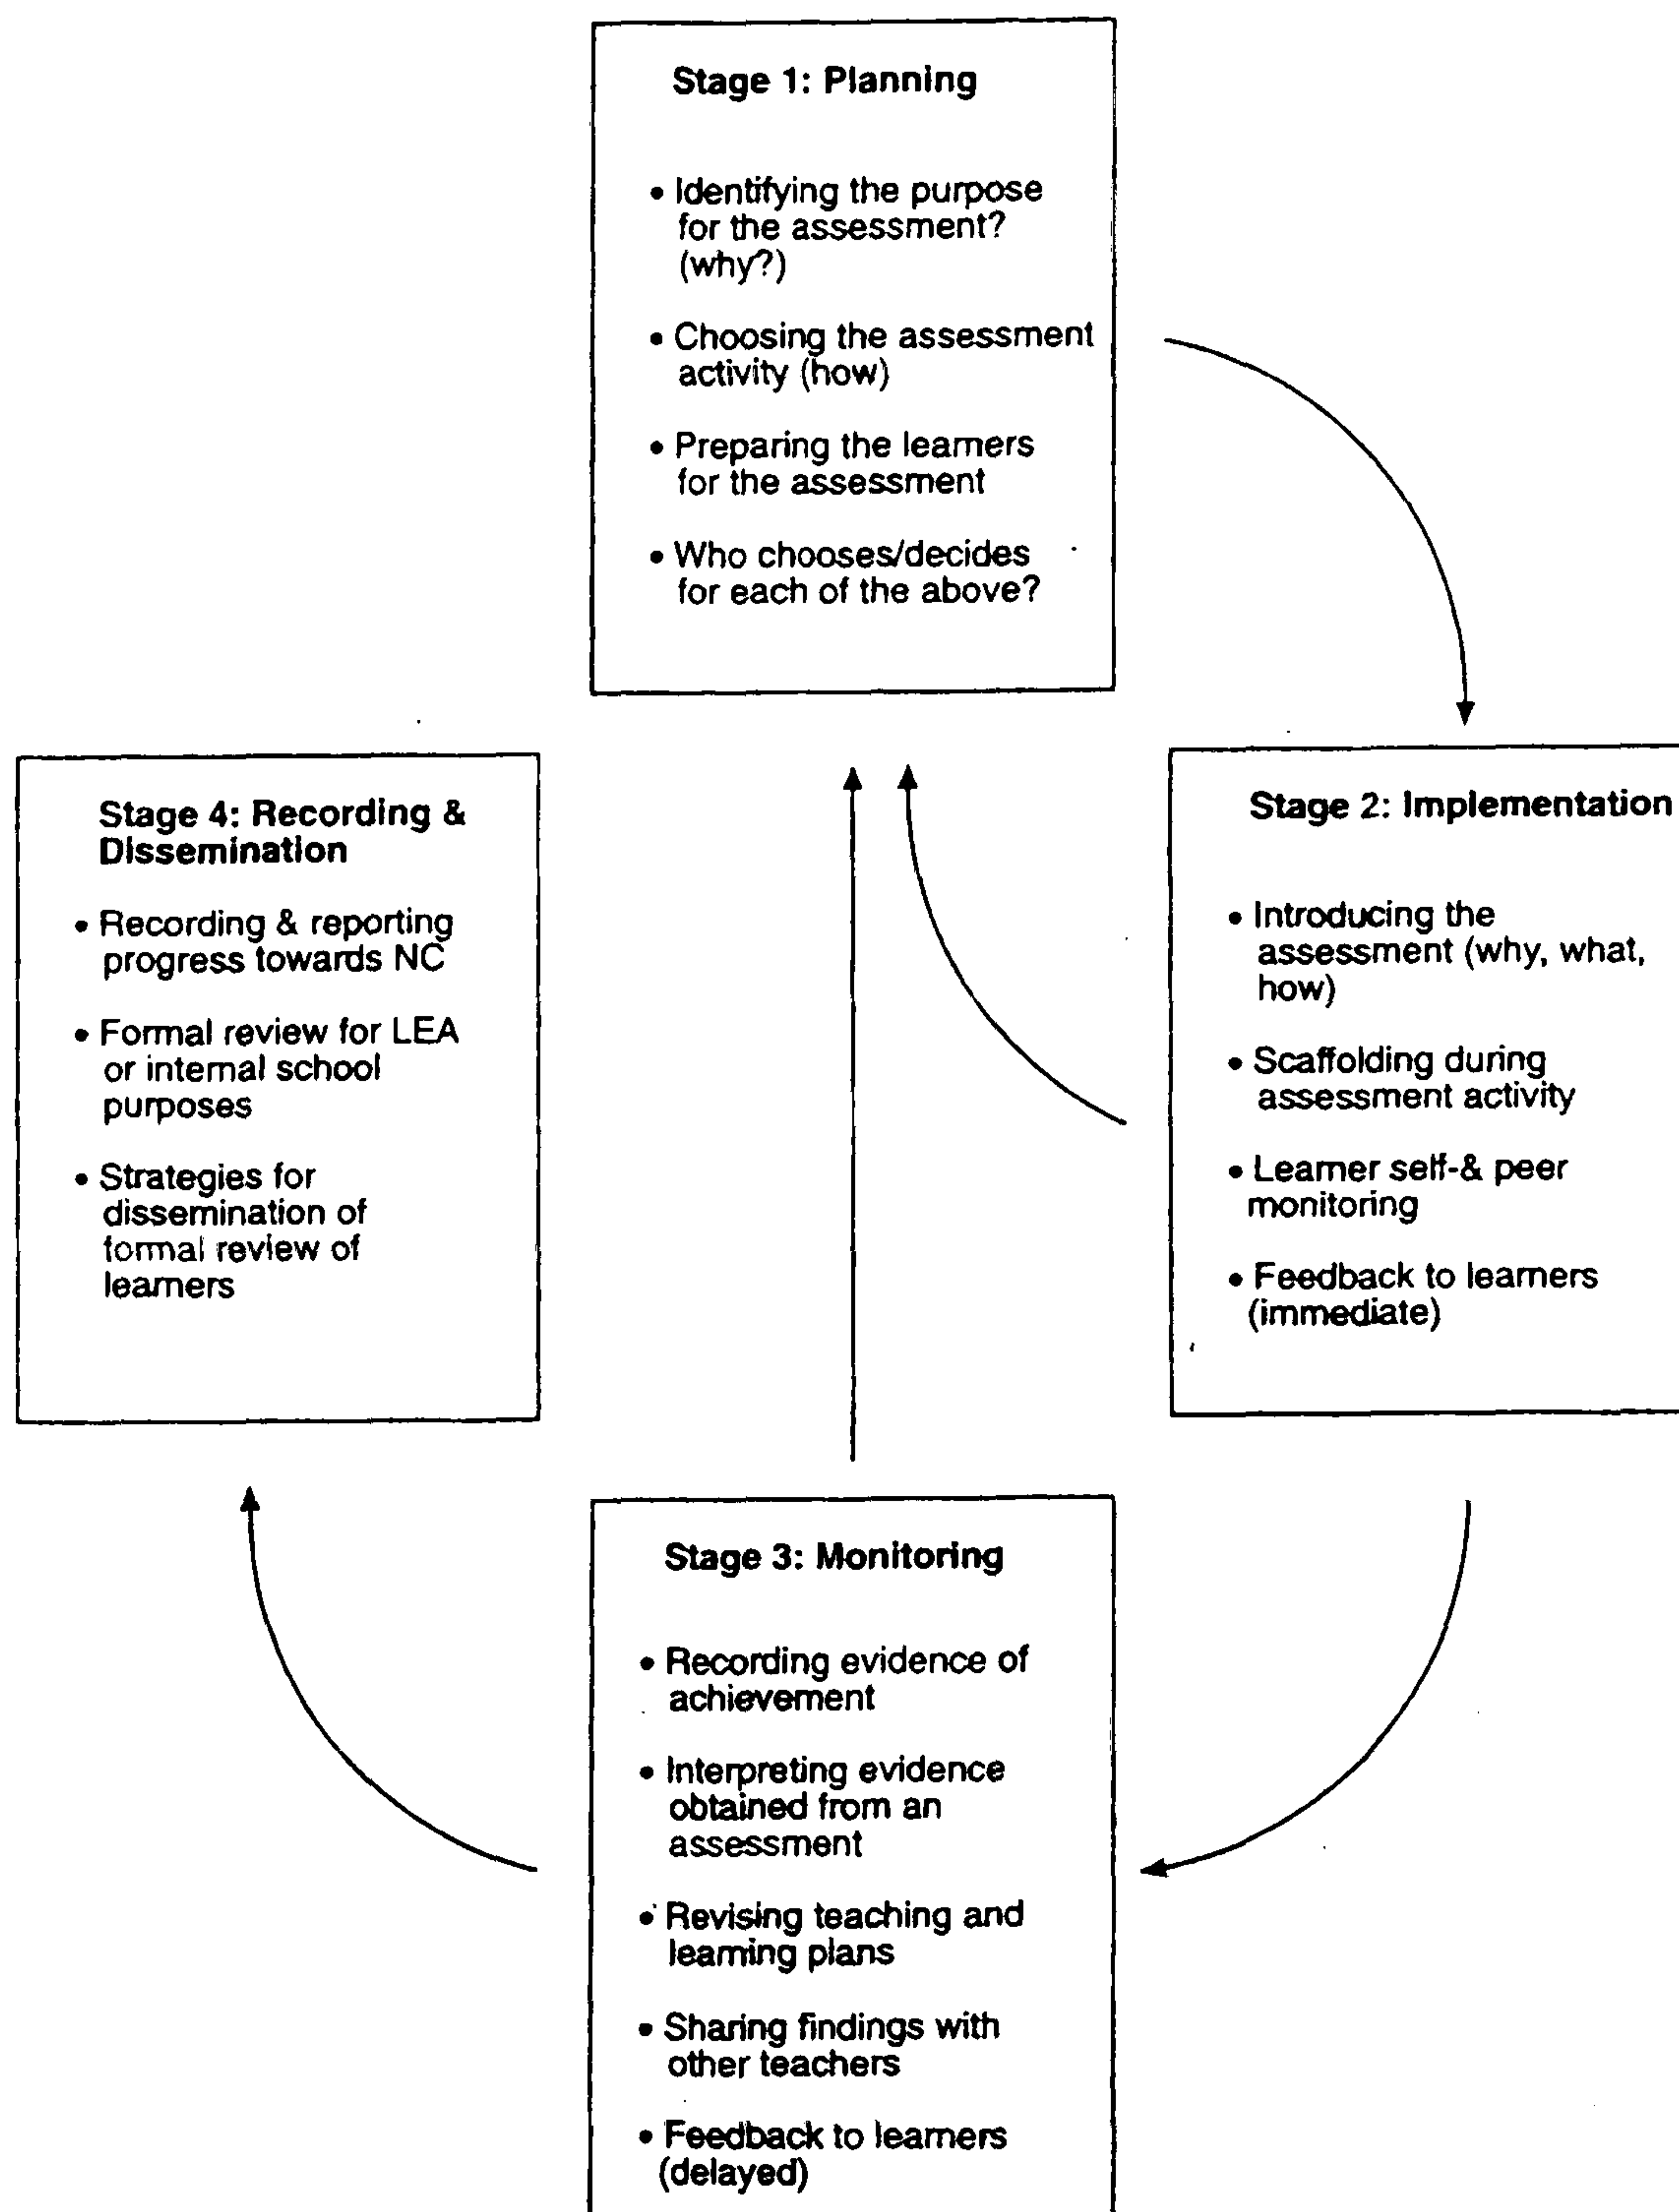 Stage 1: Planning
• Identifying the purpose
for the assessment?
(why?)
• Choosing the assessment
activity (how)
• Preparing the learners
for the assessment
• Who chooses/decides
for each of the above?
Stage 4: Recording &
Dissemination
• Recording & reporting
progress towards NC
• Formal review for LEA
or internal school
purposes
• Strategies for
dissemination of
formal review of
learners
Stage 2: Implementation
• Introducing the
assessment (why, what,
how)
• Scaffolding during
assessment activity
• Learner self-& peer
monitoring
• Feedback to learners
(immediate)
Stage 3: Monitoring
• Recording evidence of
achievement
• Interpreting evidence
obtained from an
assessment
• Revising teaching and
learning plans
• Sharing findings with
other teachers
• Feedback to learners
(delayed)